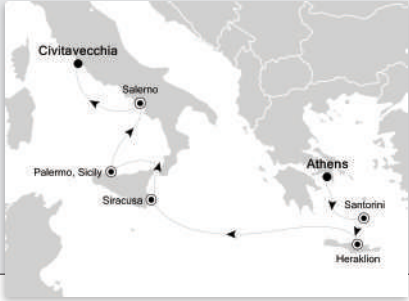 Civitavecchia
Salerno
Palermo, Sicily
Athens
Siracusa
Santorini
Heraklion